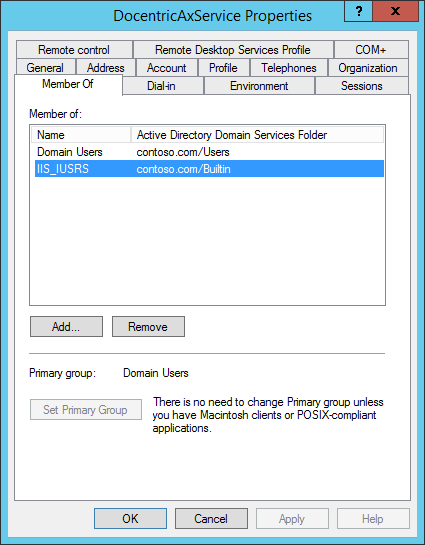 DocentricAxService Properties
?
x
Remote control
Remote Desktop Services Profile
COM+
General
Address
Account
Profile
Telephones
Organization
Member Of
Dial-in
Environment
Sessions
Member of:
Name
Active Directory Domain Services Folder
Domain Users
contoso.com/Users
IIS_IUSRS
contoso.com/Builtin
Add...
Remove
Primary group:
Domain Users
Set Primary Group
There is no need to change Primary group unless
you have Macintosh clients or POSIX-compliant
applications.
OK
Cancel
Apply
Help